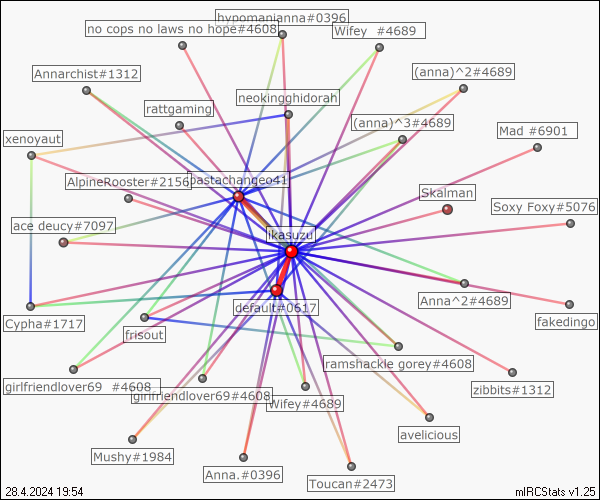 hypomanianna#0396
no cops no laws no hope#4608
Wifey  #4689
Annarchist#1312
(anna)^2#4689
neokingghidorah
rattgaming
(anna)^3#4689
Mad #6901
xenoyaut
pastachangeo41
AlpineRooster#2156
Skalman
Soxy Foxy#5076
ace deucy#7097
ikasuzu
Anna^2#4689
default#0617
fakedingo
Cypha#1717
frisout
ramshackle gorey#4608
girlfriendlover69  #4608
zibbits#1312
girlfriendlover69#4608
Wifey#4689
avelicious
Mushy#1984
Anna.#0396
Toucan#2473
28.4.2024 19:54
mIRCStats v1.25